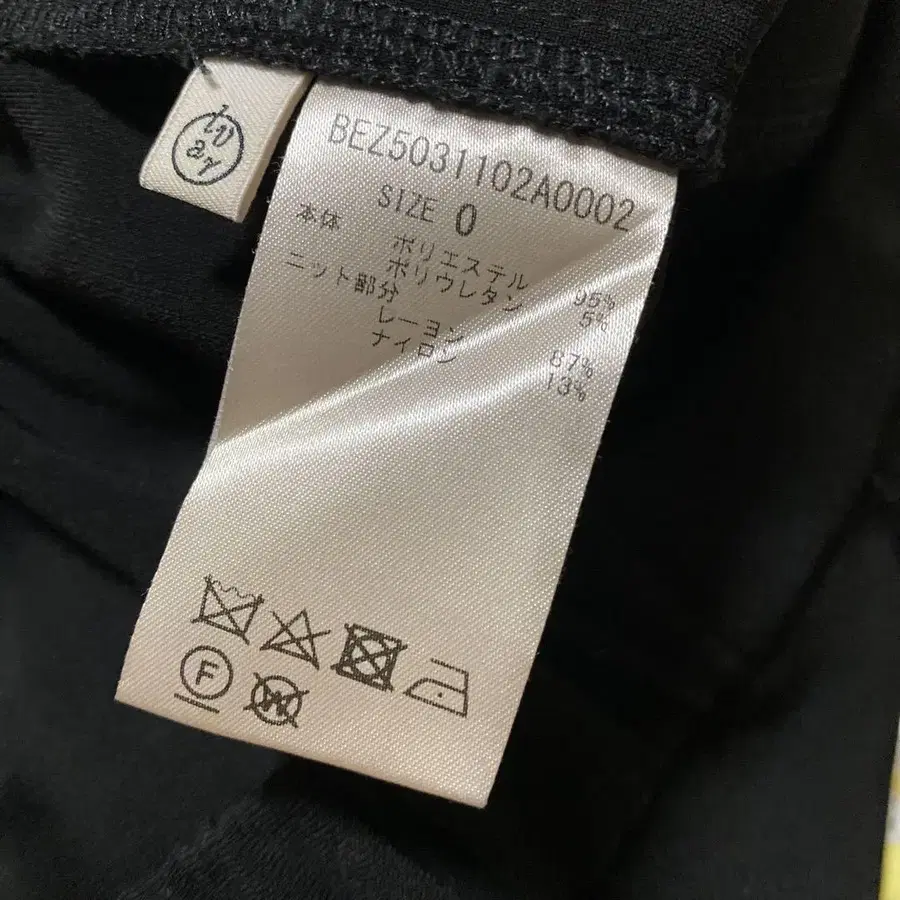 BEZ5031102A0002
SIZE 0
本体
ポリエステル 95%
ポリウレタン 5%
ニット部分
レーヨン 87%
ナイロン 13%
F
W